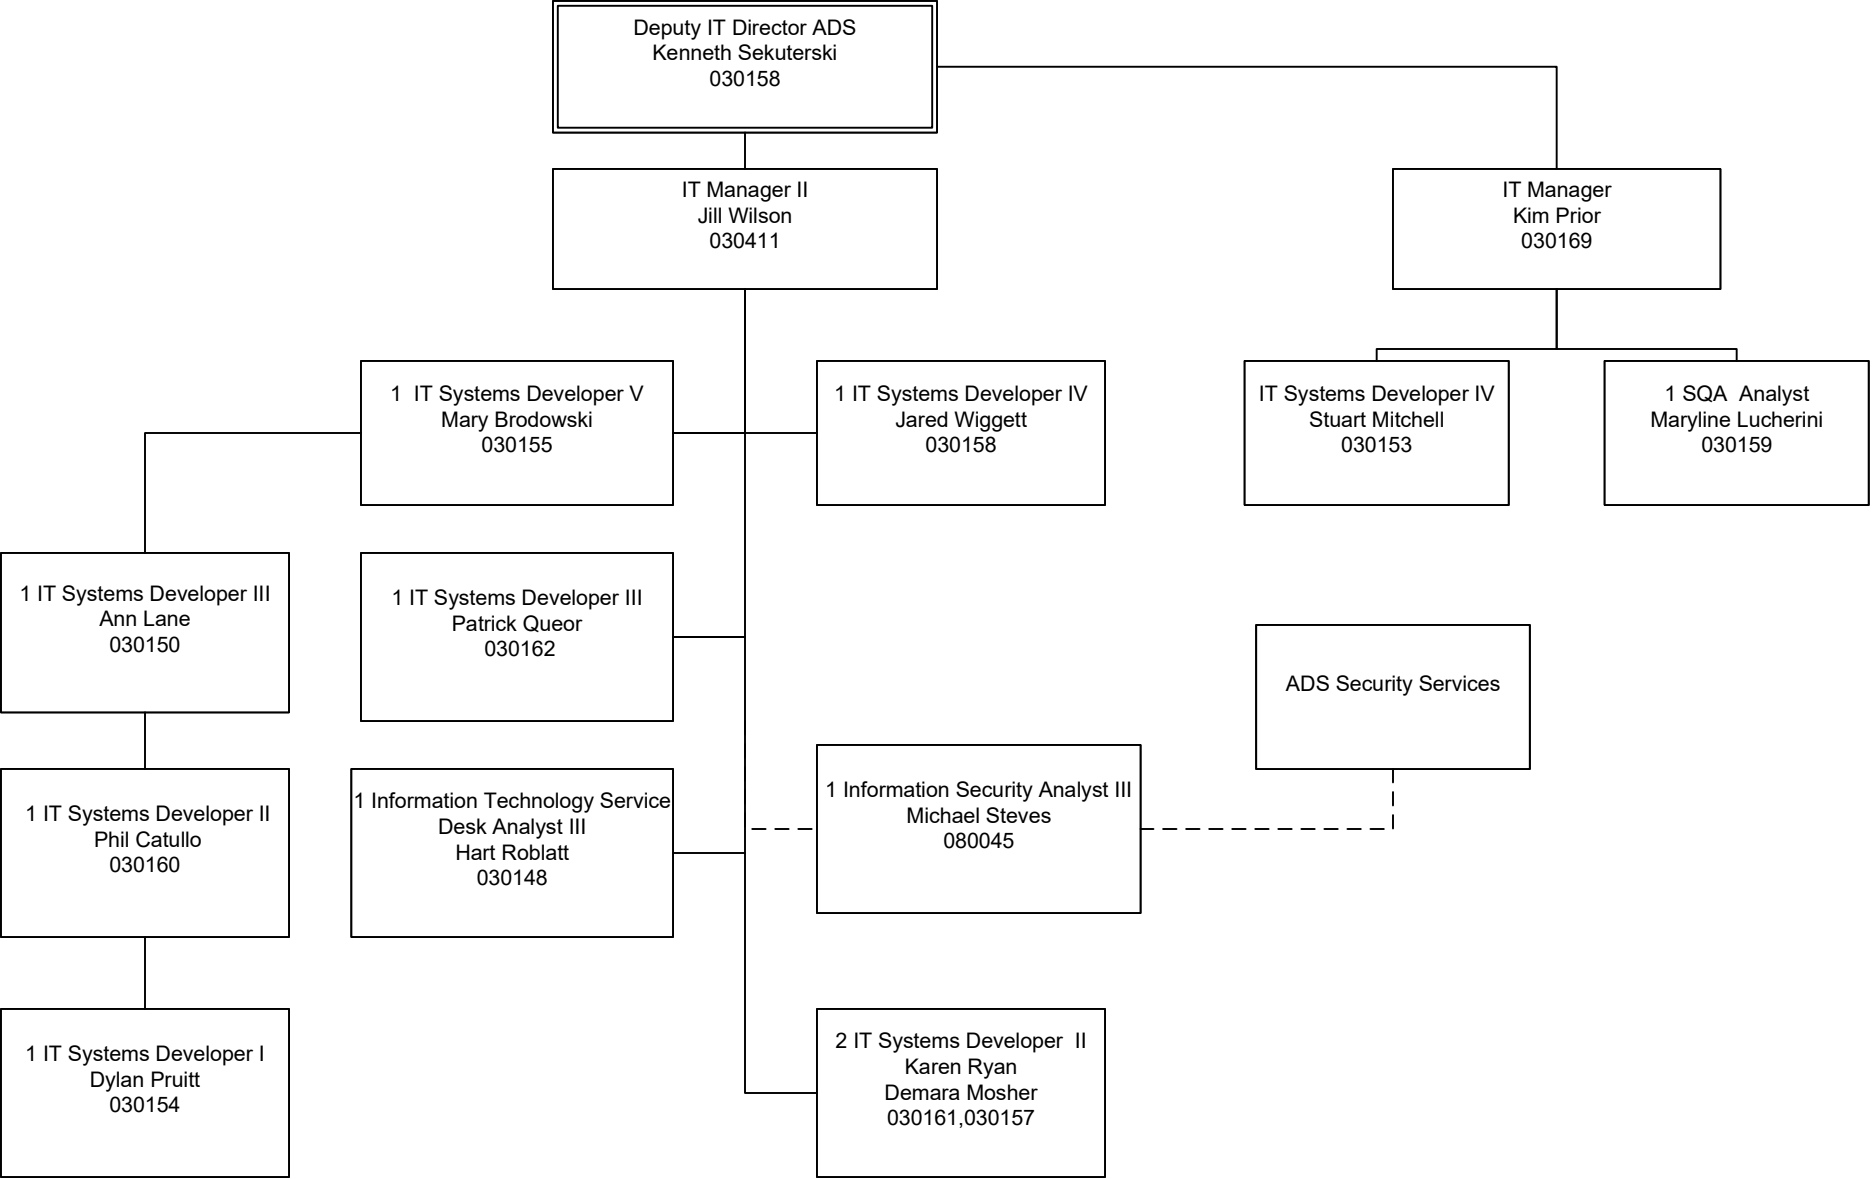 Deputy IT Director ADS
Kenneth Sekuterski
030158
IT Manager II
Jill Wilson
030411
IT Manager
Kim Prior
030169
1  IT Systems Developer V
Mary Brodowski
030155
1 IT Systems Developer IV
Jared Wiggett
030158
IT Systems Developer IV
Stuart Mitchell
030153
1 SQA  Analyst
Maryline Lucherini
030159
1 IT Systems Developer III
Ann Lane
030150
1 IT Systems Developer III
Patrick Queor
030162
ADS Security Services
1 IT Systems Developer II
Phil Catullo
030160
1 Information Technology Service
Desk Analyst III
Hart Roblatt
030148
1 Information Security Analyst III
Michael Steves
080045
1 IT Systems Developer I
Dylan Pruitt
030154
2 IT Systems Developer  II
Karen Ryan
Demara Mosher
030161,030157